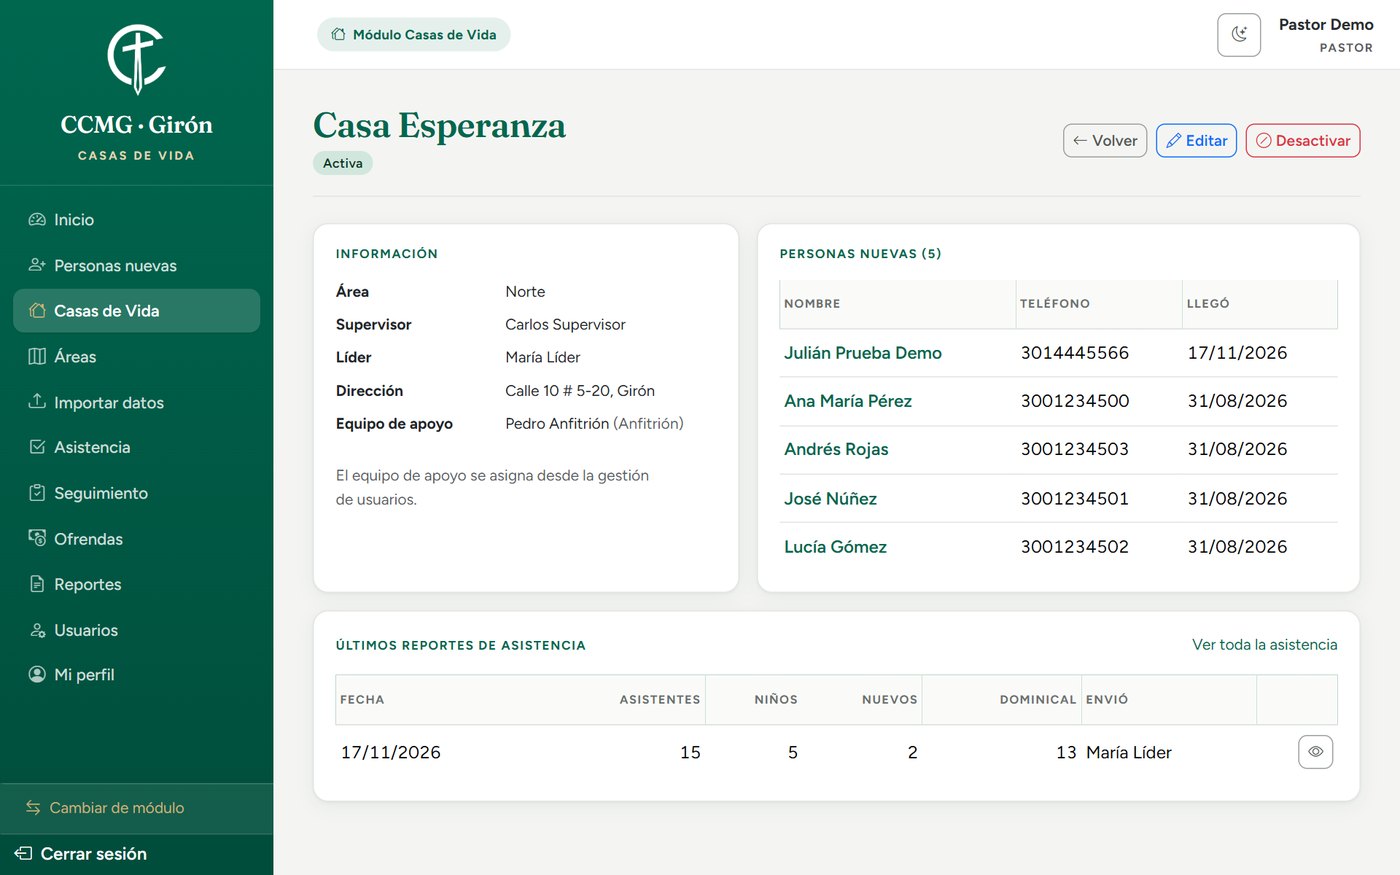 CCMG · Girón
CASAS DE VIDA
Inicio
Personas nuevas
Casas de Vida
Áreas
Importar datos
Asistencia
Seguimiento
Ofrendas
Reportes
Usuarios
Mi perfil
Cambiar de módulo
Cerrar sesión
Módulo Casas de Vida
Pastor Demo
PASTOR
Casa Esperanza
Activa
Volver
Editar
Desactivar
INFORMACIÓN
Área Norte
Supervisor Carlos Supervisor
Líder María Líder
Dirección Calle 10 # 5-20, Girón
Equipo de apoyo Pedro Anfitrión (Anfitrión)
El equipo de apoyo se asigna desde la gestión
de usuarios.
PERSONAS NUEVAS (5)
NOMBRE TELÉFONO LLEGÓ
Julián Prueba Demo 3014445566 17/11/2026
Ana María Pérez 3001234500 31/08/2026
Andrés Rojas 3001234503 31/08/2026
José Núñez 3001234501 31/08/2026
Lucía Gómez 3001234502 31/08/2026
ÚLTIMOS REPORTES DE ASISTENCIA
Ver toda la asistencia
FECHA ASISTENTES NIÑOS NUEVOS DOMINICAL ENVIÓ
17/11/2026 15 5 2 13 María Líder